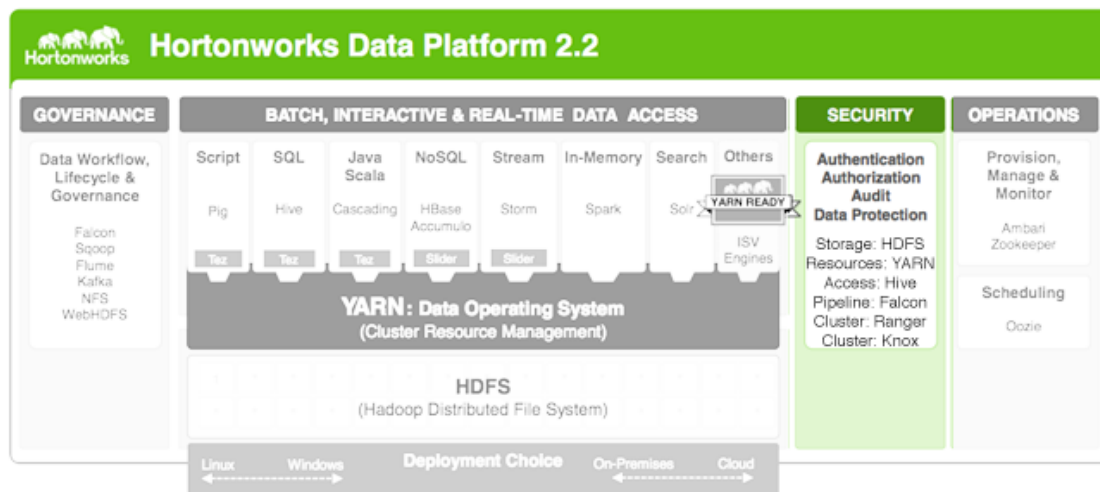 Hortonworks
Hortonworks Data Platform 2.2
GOVERNANCE
Data Workflow,
Lifecycle &
Governance
Falcon
Sqoop
Flume
Kafka
NFS
WebHDFS
BATCH, INTERACTIVE & REAL-TIME DATA ACCESS
Script
Pig
Tez
SQL
Hive
Tez
Java
Scala
Cascading
Tez
NoSQL
HBase
Accumulo
Slider
Stream
Storm
Slider
In-Memory
Spark
Search
Solr
Others
YARN READY
ISV
Engines
YARN: Data Operating System
(Cluster Resource Management)
HDFS
(Hadoop Distributed File System)
Deployment Choice
Linux Windows On-Premises Cloud
SECURITY
Authentication
Authorization
Audit
Data Protection
Storage: HDFS
Resources: YARN
Access: Hive
Pipeline: Falcon
Cluster: Ranger
Cluster: Knox
OPERATIONS
Provision,
Manage &
Monitor
Ambari
Zookeeper
Scheduling
Oozie